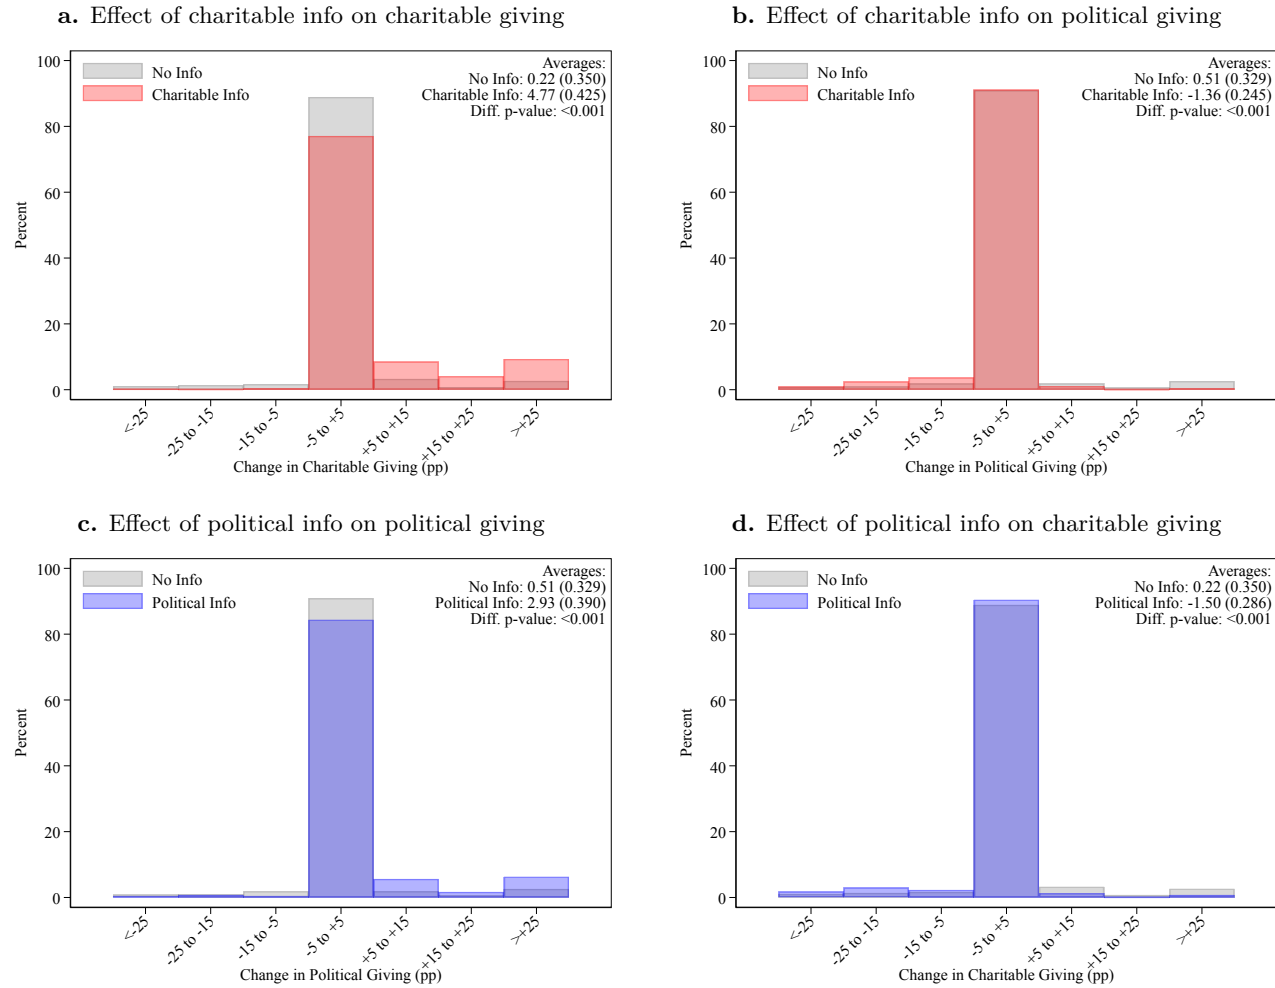 a. Effect of charitable info on charitable giving
100
80
60
40
20
0
Percent
No Info
Charitable Info
Averages:
No Info: 0.22 (0.350)
Charitable Info: 4.77 (0.425)
Diff. p-value: <0.001
<-25
-25 to -15
-15 to -5
-5 to +5
+5 to +15
+15 to +25
>+25
Change in Charitable Giving (pp)
b. Effect of charitable info on political giving
100
80
60
40
20
0
Percent
No Info
Charitable Info
Averages:
No Info: 0.51 (0.329)
Charitable Info: -1.36 (0.245)
Diff. p-value: <0.001
<-25
-25 to -15
-15 to -5
-5 to +5
+5 to +15
+15 to +25
>+25
Change in Political Giving (pp)
c. Effect of political info on political giving
100
80
60
40
20
0
Percent
No Info
Political Info
Averages:
No Info: 0.51 (0.329)
Political Info: 2.93 (0.390)
Diff. p-value: <0.001
<-25
-25 to -15
-15 to -5
-5 to +5
+5 to +15
+15 to +25
>+25
Change in Political Giving (pp)
d. Effect of political info on charitable giving
100
80
60
40
20
0
Percent
No Info
Political Info
Averages:
No Info: 0.22 (0.350)
Political Info: -1.50 (0.286)
Diff. p-value: <0.001
<-25
-25 to -15
-15 to -5
-5 to +5
+5 to +15
+15 to +25
>+25
Change in Charitable Giving (pp)